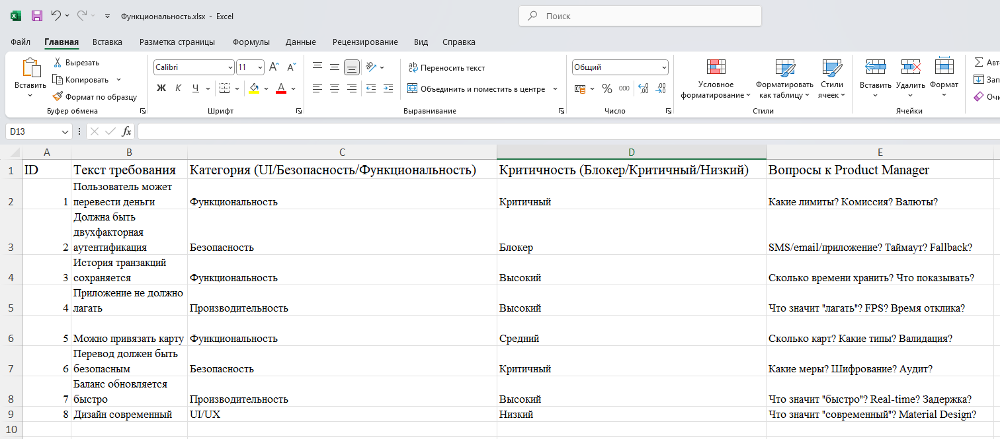 Функциональность.xlsx - Excel
Поиск
Файл Главная Вставка Разметка страницы Формулы Данные Рецензирование Вид Справка
Вставить
Вырезать
Копировать
Формат по образцу
Буфер обмена
Calibri 11
Ж К Ч А
Шрифт
Переносить текст
Объединить и поместить в центре
Выравнивание
Общий
% 000
Число
Условное
форматирование
Форматировать
как таблицу
Стили
ячеек
Стили
Вставить Удалить Формат
Ячейки
Σ Авт
Зап
Очи
D13
fx
A B C D E
1 ID Текст требования Категория (UI/Безопасность/Функциональность) Критичность (Блокер/Критичный/Низкий) Вопросы к Product Manager
Пользователь может
2 1 перевести деньги Функциональность Критичный Какие лимиты? Комиссия? Валюты?
Должна быть
двухфакторная
3 2 аутентификация Безопасность Блокер SMS/email/приложение? Таймаут? Fallback?
История транзакций
4 3 сохраняется Функциональность Высокий Сколько времени хранить? Что показывать?
Приложение не должно
5 4 лагать Производительность Высокий Что значит "лагать"? FPS? Время отклика?
6 5 Можно привязать карту Функциональность Средний Сколько карт? Какие типы? Валидация?
Перевод должен быть
7 6 безопасным Безопасность Критичный Какие меры? Шифрование? Аудит?
Баланс обновляется
8 7 быстро Производительность Высокий Что значит "быстро"? Real-time? Задержка?
9 8 Дизайн современный UI/UX Низкий Что значит "современный"? Material Design?
10